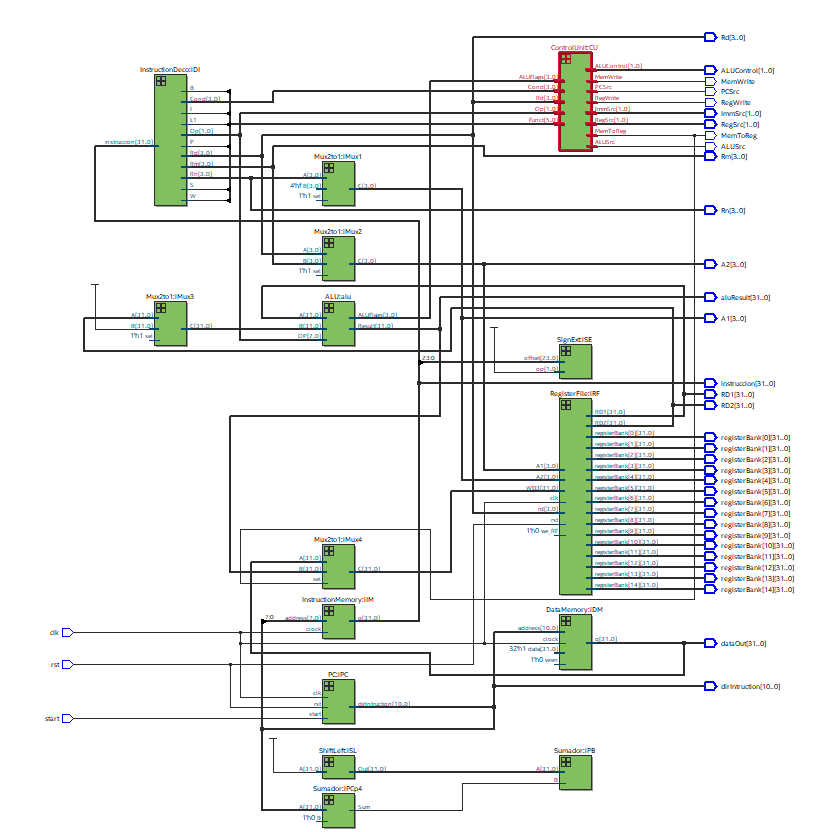 Rd[3..0]
ControlUnit:CU
InstructionDeco:IDI
ALUControl[1..0]
ALUControl[1..0]
ALUFlags[3..0]
MemWrite
MemWrite
B
Cond[3..0]
Cond[3..0]
PCSrc
PCSrc
Rd[3..0]
RegWrite
RegWrite
I
Op[1..0]
ImmSrc[1..0]
ImmSrc[1..0]
L1
Funct[5..0]
RegSrc[1..0]
RegSrc[1..0]
Op[1..0]
MemToReg
MemToReg
instruccion[31..0]
P
ALUSrc
ALUSrc
Rd[3..0]
Mux2to1:IMux1
Rm[3..0]
Rm[3..0]
Rn[3..0]
A[3..0]
S
4'hf B[3..0]
C[3..0]
W
1'h1 sel
Rn[3..0]
Mux2to1:IMux2
A[3..0]
B[3..0]
C[3..0]
A2[3..0]
1'h1 sel
Mux2to1:IMux3
ALU:alu
aluResult[31..0]
A[31..0]
A[31..0]
ALUFlags[3..0]
A1[3..0]
B[31..0]
C[31..0]
B[31..0]
Result[31..0]
1'h1 sel
OP[2..0]
SignExt:ISE
23:0
offset[23..0]
op[1..0]
instruccion[31..0]
RegisterFile:IRF
RD1[31..0]
RD2[31..0]
RD1[31..0]
RD2[31..0]
registerBank[0][31..0]
registerBank[0][31..0]
registerBank[1][31..0]
registerBank[1][31..0]
registerBank[2][31..0]
registerBank[2][31..0]
A1[3..0]
registerBank[3][31..0]
registerBank[3][31..0]
A2[3..0]
registerBank[4][31..0]
registerBank[4][31..0]
WD3[31..0]
registerBank[5][31..0]
registerBank[5][31..0]
clk
registerBank[6][31..0]
registerBank[6][31..0]
rd[3..0]
registerBank[7][31..0]
registerBank[7][31..0]
rst
registerBank[8][31..0]
registerBank[8][31..0]
1'h0 we_RF
registerBank[9][31..0]
registerBank[9][31..0]
registerBank[10][31..0]
registerBank[10][31..0]
Mux2to1:IMux4
registerBank[11][31..0]
registerBank[11][31..0]
A[31..0]
registerBank[12][31..0]
registerBank[12][31..0]
B[31..0]
C[31..0]
registerBank[13][31..0]
registerBank[13][31..0]
sel
registerBank[14][31..0]
registerBank[14][31..0]
InstructionMemory:IIM
DataMemory:IDM
7:0
address[7..0]
q[31..0]
clk
clock
address[10..0]
clock
q[31..0]
dataOut[31..0]
32'h1 data[31..0]
1'h0 wren
rst
PC:IPC
dirIntruction[10..0]
clk
rst
dirIntruction[10..0]
start
start
ShiftLeft:ISL
Sumador:IPB
A[31..0]
Out[31..0]
A[31..0]
B
Sumador:IPCp4
A[31..0]
Sum
1'h0 B